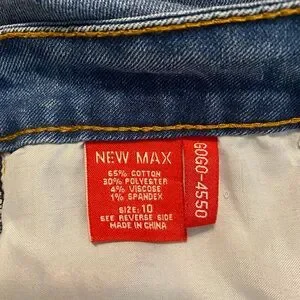 NEW MAX
65% COTTON
30% POLYESTER
4% VISCOSE
1% SPANDEX
SIZE: 10
SEE REVERSE SIDE
MADE IN CHINA
GOGO-4550